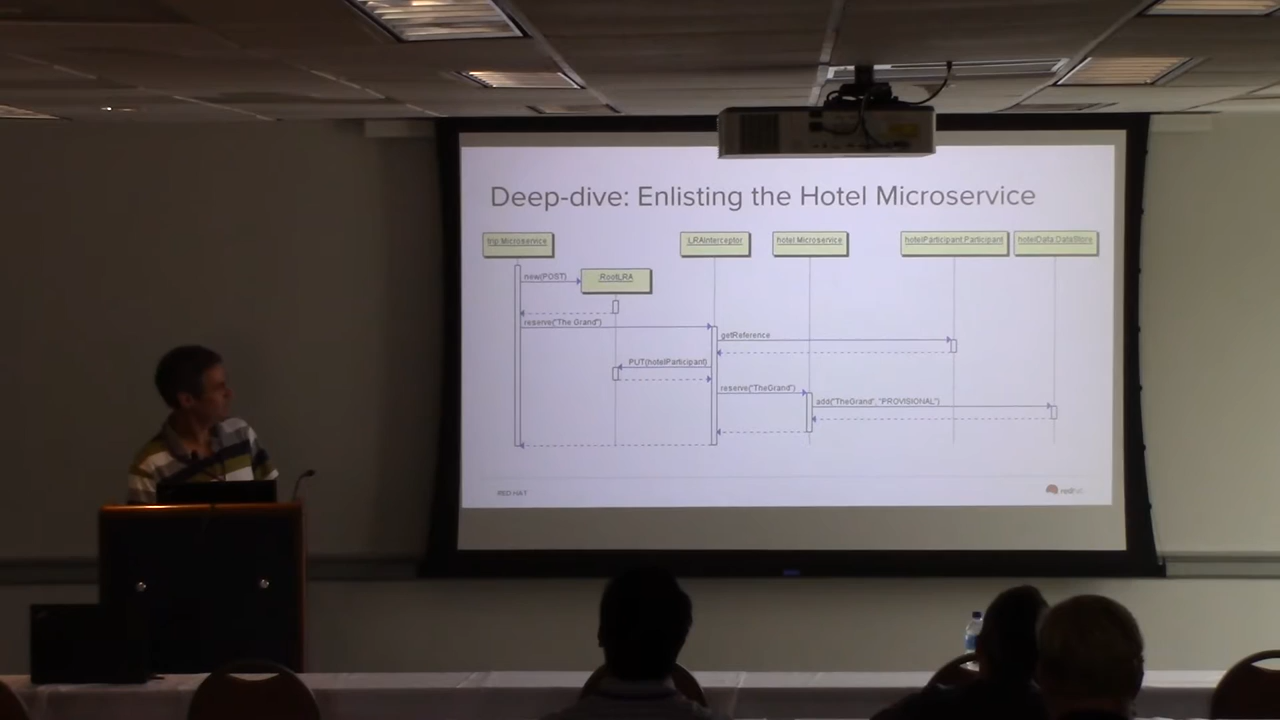 Deep-dive: Enlisting the Hotel Microservice
trip:Microservice
:LRAInterceptor
hotel:Microservice
hotelParticipant:Participant
hotelData:DataStore
new(POST)
:RootLRA
reserve("The Grand")
getReference
PUT(hotelParticipant)
reserve("TheGrand")
add("TheGrand", "PROVISIONAL")
RED HAT
redhat